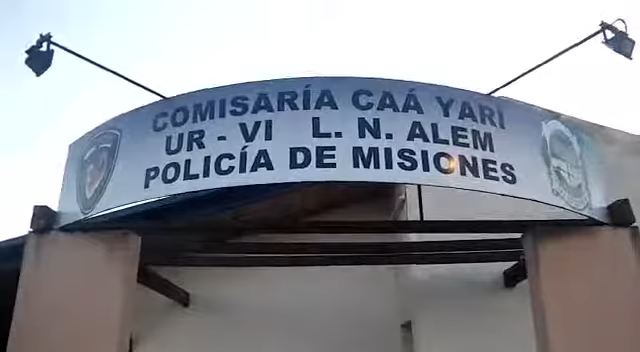 COMISARÍA CAÁ YARI
UR - VI L. N. ALEM
POLICÍA DE MISIONES